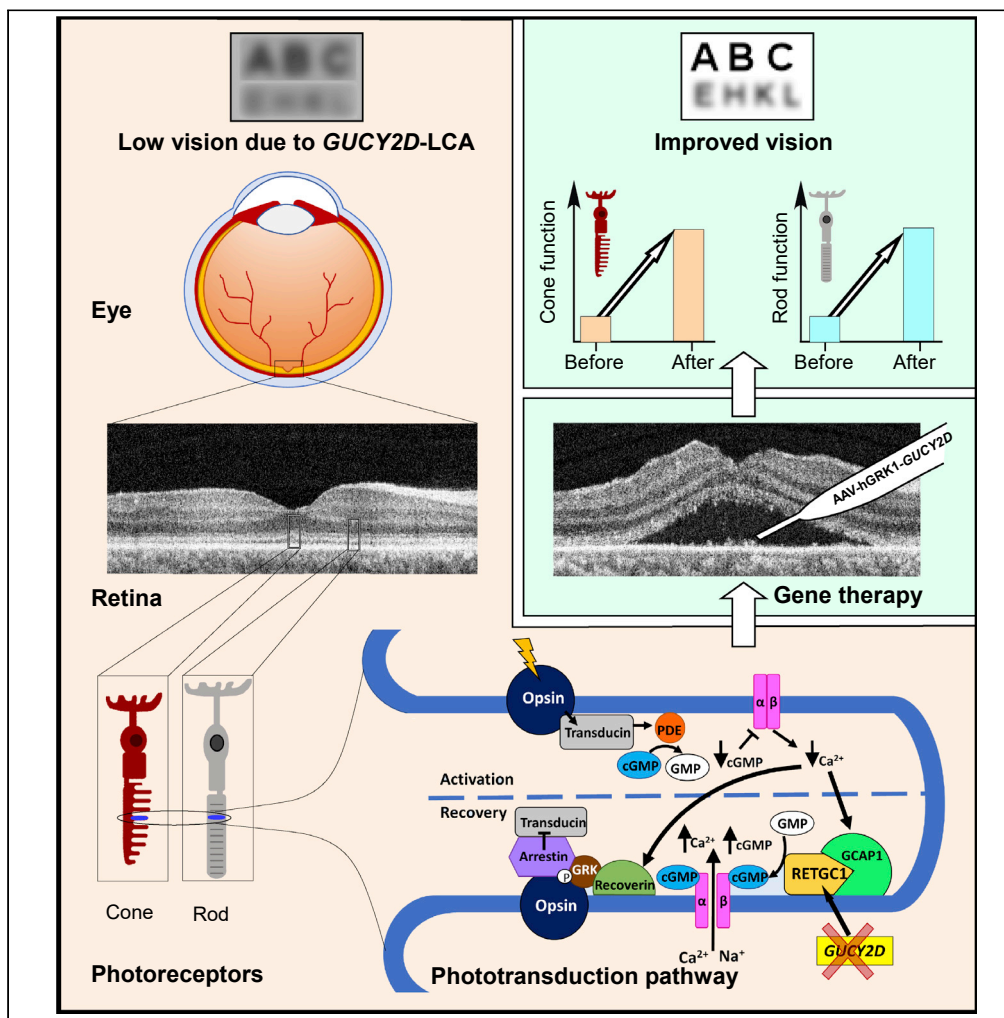 A B C
E H K L
Low vision due to GUCY2D-LCA
Eye
Retina
Cone
Rod
Photoreceptors
A B C
E H K L
Improved vision
Cone function
Before
After
Rod function
Before
After
AAV-hGRK1-GUCY2D
Gene therapy
Opsin
Transducin
PDE
cGMP
GMP
cGMP
α
β
Ca²⁺
Activation
Recovery
Transducin
Arrestin
P
GRK
Opsin
Recoverin
Ca²⁺
cGMP
cGMP
cGMP
α
β
Ca²⁺ Na⁺
GMP
GCAP1
RETGC1
GUCY2D
Phototransduction pathway